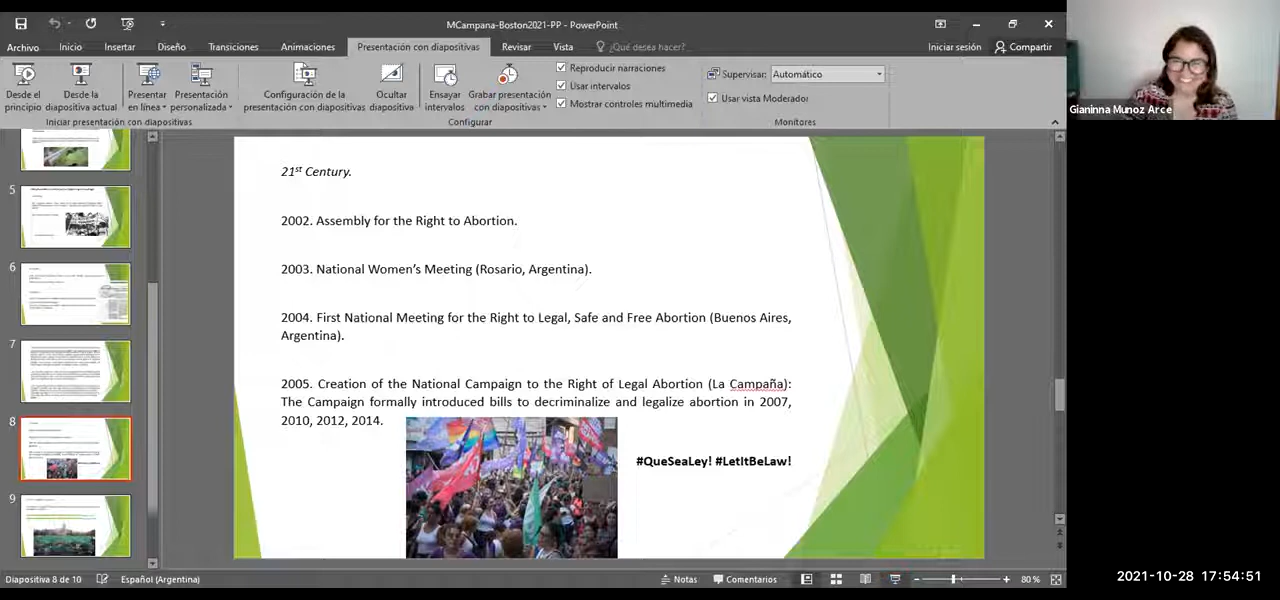 MCampana-Boston2021-PP - PowerPoint
Archivo Inicio Insertar Diseño Transiciones Animaciones Presentación con diapositivas Revisar Vista ¿Qué desea hacer? Iniciar sesión Compartir
Desde el principio
Desde la diapositiva actual
Presentar en línea
Presentación personalizada
Configuración de la presentación con diapositivas
Ocultar diapositiva
Ensayar intervalos
Grabar presentación con diapositivas
Reproducir narraciones
Usar intervalos
Mostrar controles multimedia
Supervisar: Automático
Usar vista Moderador
Iniciar presentación con diapositivas
Configurar
Monitores
Gianinna Munoz Arce
5
6
7
8
9
21st Century.
2002. Assembly for the Right to Abortion.
2003. National Women's Meeting (Rosario, Argentina).
2004. First National Meeting for the Right to Legal, Safe and Free Abortion (Buenos Aires,
Argentina).
2005. Creation of the National Campaign to the Right of Legal Abortion (La Campaña):
The Campaign formally introduced bills to decriminalize and legalize abortion in 2007,
2010, 2012, 2014.
#QueSeaLey! #LetItBeLaw!
Diapositiva 8 de 10 Español (Argentina) Notas Comentarios 80 %
2021-10-28 17:54:51